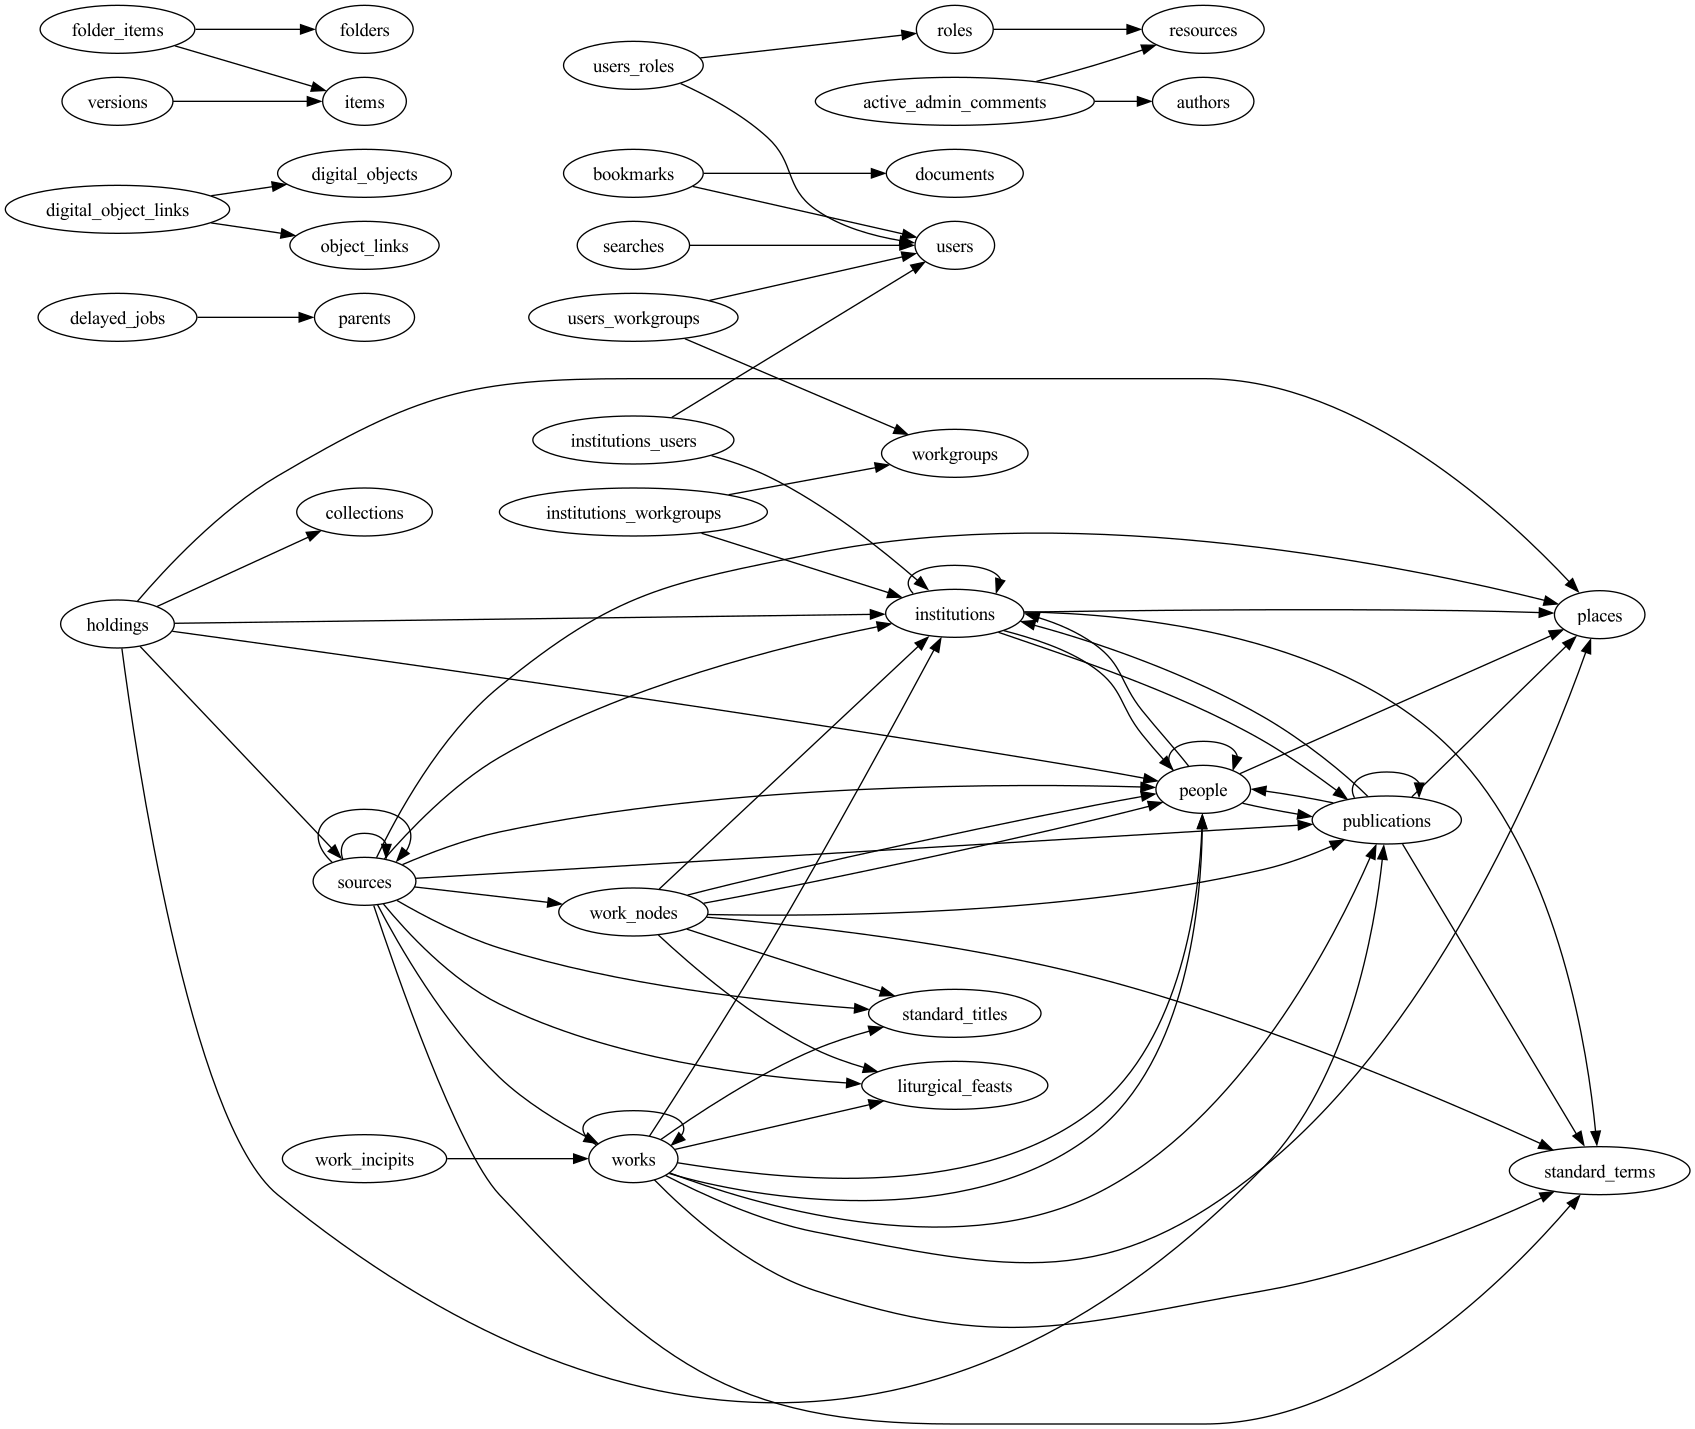 folder_items
folders
roles
resources
users_roles
versions
items
active_admin_comments
authors
digital_objects
bookmarks
documents
digital_object_links
object_links
searches
users
delayed_jobs
parents
users_workgroups
institutions_users
workgroups
collections
institutions_workgroups
holdings
institutions
places
people
publications
sources
work_nodes
standard_titles
liturgical_feasts
work_incipits
works
standard_terms